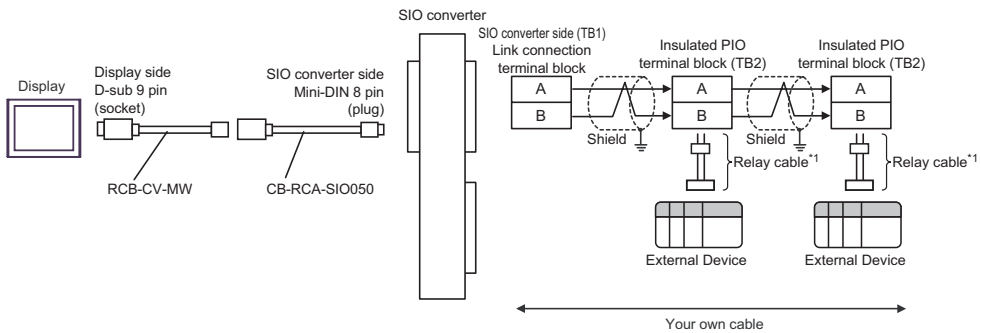 SIO converter
Display
Display side
D-sub 9 pin
(socket)
SIO converter side
Mini-DIN 8 pin
(plug)
RCB-CV-MW
CB-RCA-SIO050
SIO converter side (TB1)
Link connection
terminal block
A
B
Shield
Insulated PIO
terminal block (TB2)
A
B
Shield
Insulated PIO
terminal block (TB2)
A
B
Relay cable*1
Relay cable*1
External Device
External Device
Your own cable